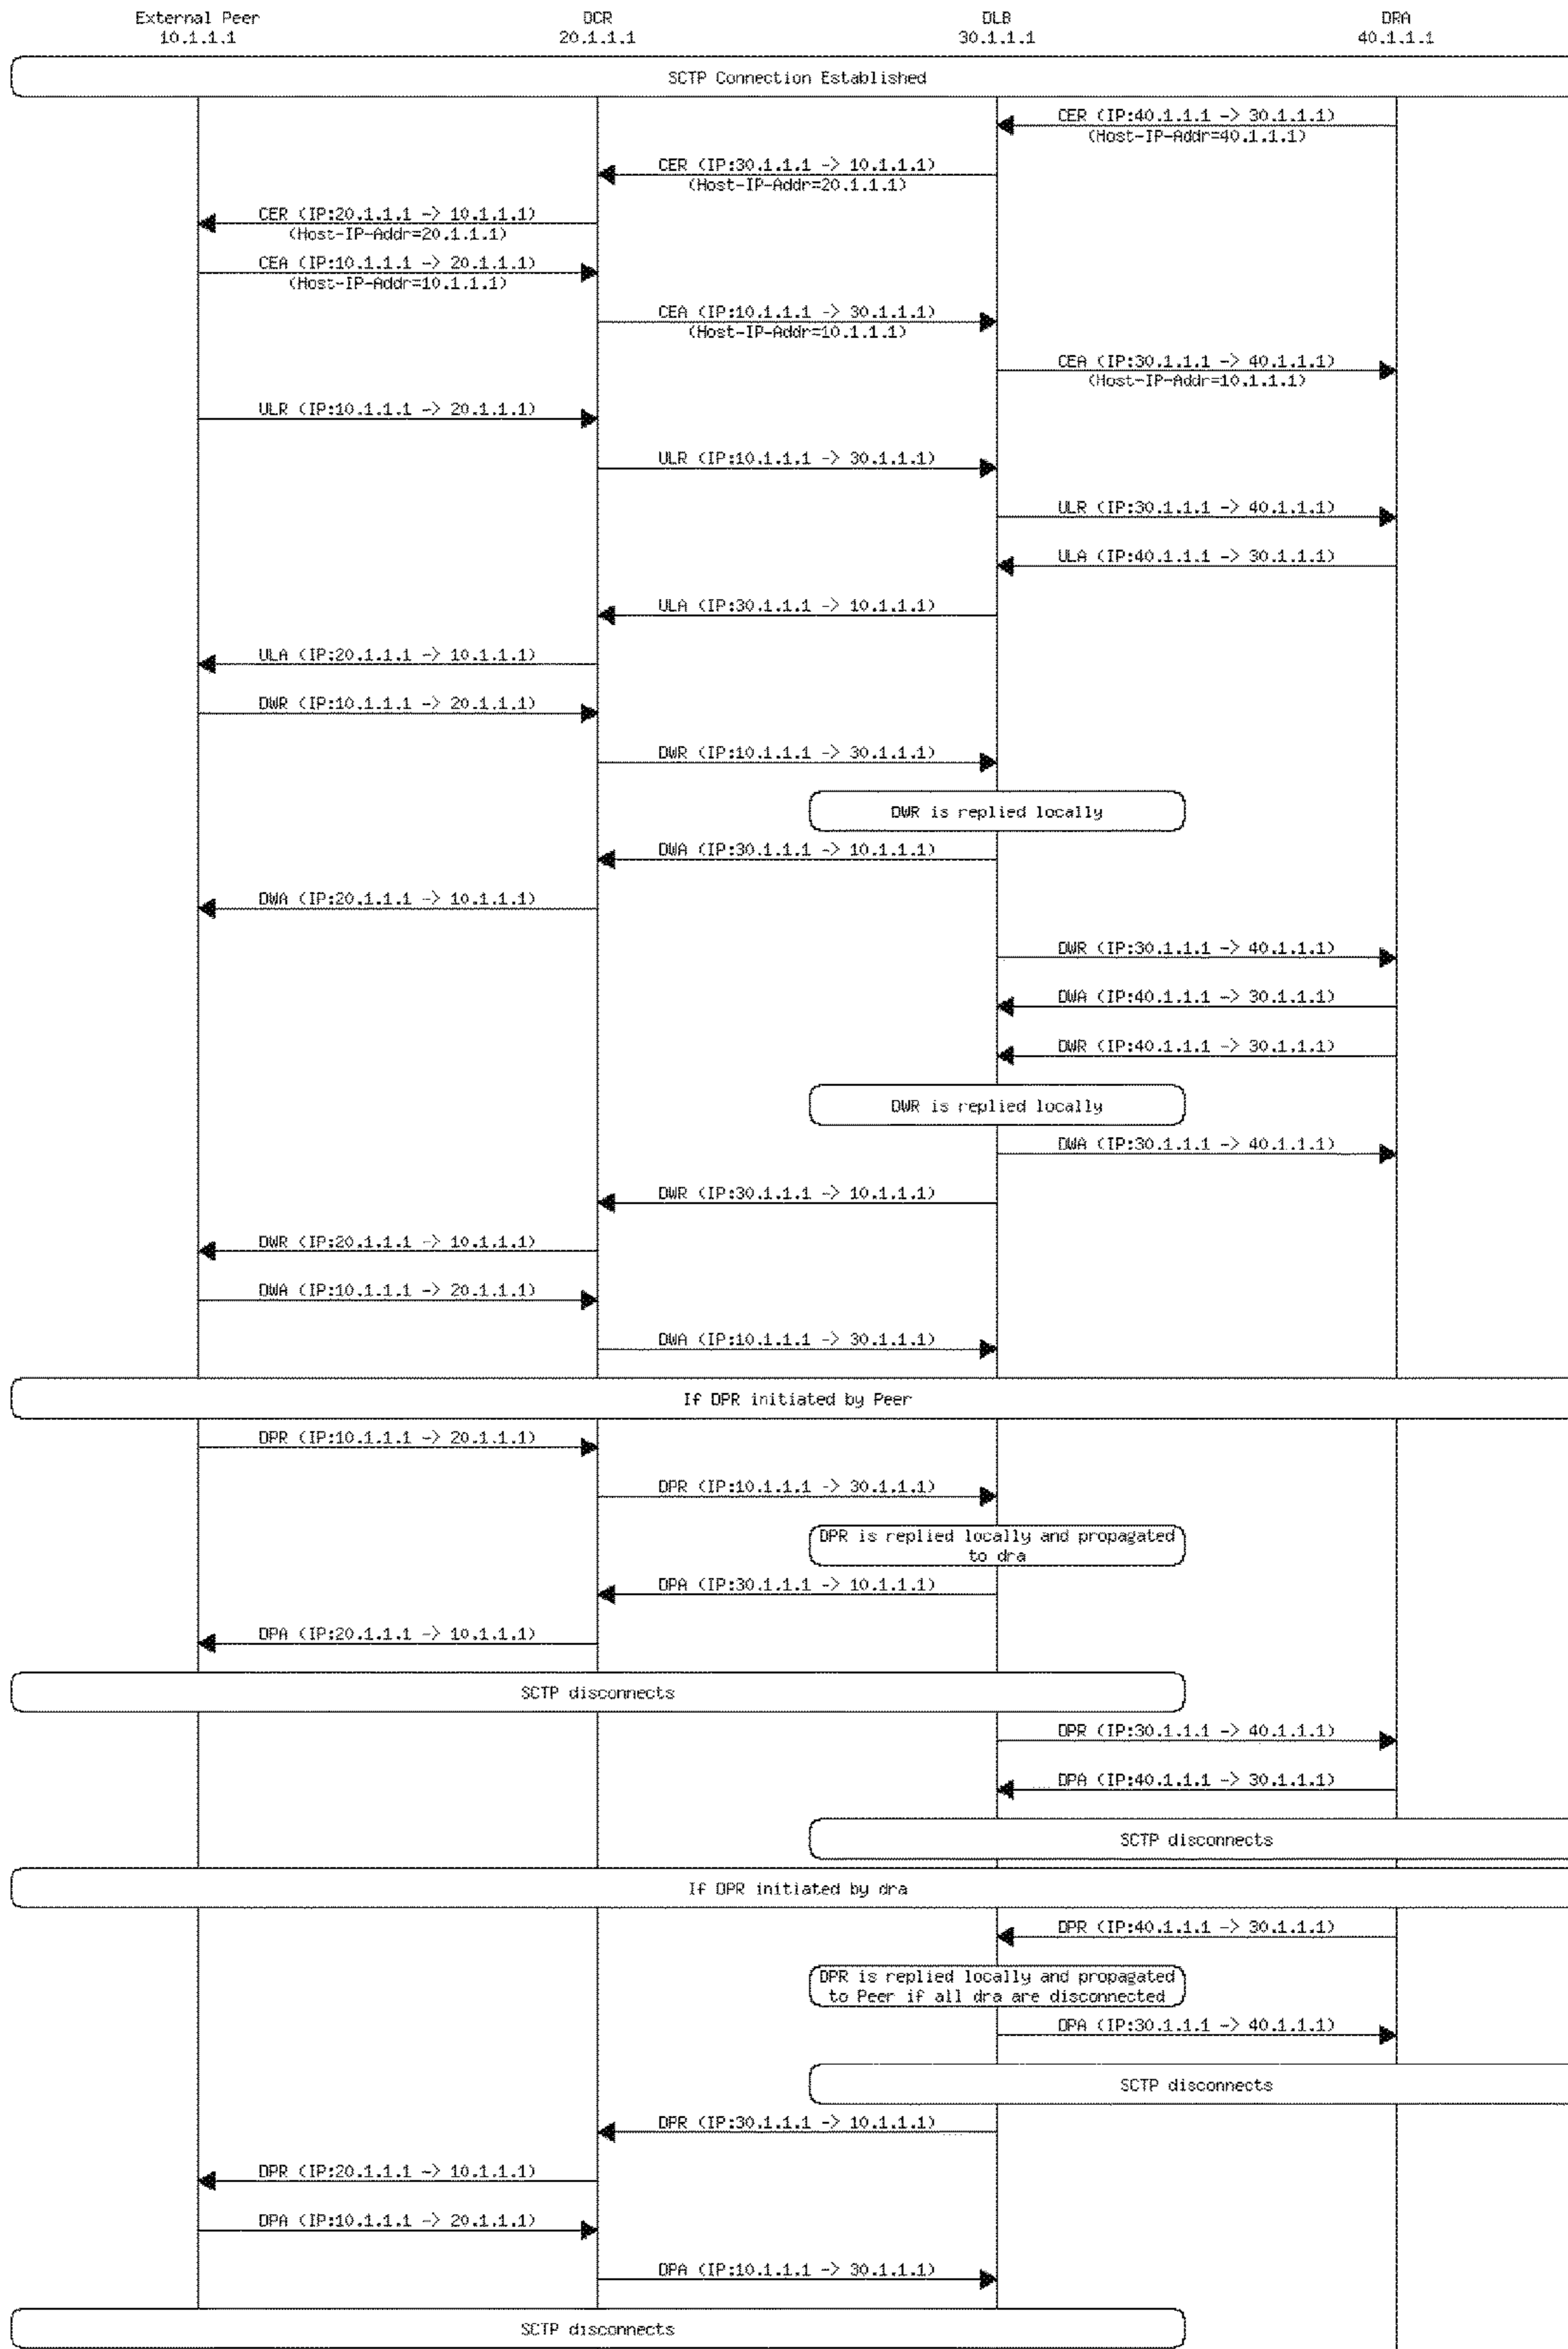 External Peer
10.1.1.1
DCR
20.1.1.1
DLB
30.1.1.1
DRA
40.1.1.1
SCTP Connection Established
CER (IP:40.1.1.1 -> 30.1.1.1)
(Host-IP-Addr=40.1.1.1)
CER (IP:30.1.1.1 -> 10.1.1.1)
(Host-IP-Addr=20.1.1.1)
CER (IP:20.1.1.1 -> 10.1.1.1)
(Host-IP-Addr=20.1.1.1)
CEA (IP:10.1.1.1 -> 20.1.1.1)
(Host-IP-Addr=10.1.1.1)
CEA (IP:10.1.1.1 -> 30.1.1.1)
(Host-IP-Addr=10.1.1.1)
CEA (IP:30.1.1.1 -> 40.1.1.1)
(Host-IP-Addr=10.1.1.1)
ULR (IP:10.1.1.1 -> 20.1.1.1)
ULR (IP:10.1.1.1 -> 30.1.1.1)
ULR (IP:30.1.1.1 -> 40.1.1.1)
ULA (IP:40.1.1.1 -> 30.1.1.1)
ULA (IP:30.1.1.1 -> 10.1.1.1)
ULA (IP:20.1.1.1 -> 10.1.1.1)
DWR (IP:10.1.1.1 -> 20.1.1.1)
DWR (IP:10.1.1.1 -> 30.1.1.1)
DWR is replied locally
DWA (IP:30.1.1.1 -> 10.1.1.1)
DWA (IP:20.1.1.1 -> 10.1.1.1)
DWR (IP:30.1.1.1 -> 40.1.1.1)
DWA (IP:40.1.1.1 -> 30.1.1.1)
DWR (IP:40.1.1.1 -> 30.1.1.1)
DWR is replied locally
DWA (IP:30.1.1.1 -> 40.1.1.1)
DWR (IP:30.1.1.1 -> 10.1.1.1)
DWR (IP:20.1.1.1 -> 10.1.1.1)
DWA (IP:10.1.1.1 -> 20.1.1.1)
DWA (IP:10.1.1.1 -> 30.1.1.1)
If DPR initiated by Peer
DPR (IP:10.1.1.1 -> 20.1.1.1)
DPR (IP:10.1.1.1 -> 30.1.1.1)
DPR is replied locally and propagated
to dra
DPA (IP:30.1.1.1 -> 10.1.1.1)
DPA (IP:20.1.1.1 -> 10.1.1.1)
SCTP disconnects
DPR (IP:30.1.1.1 -> 40.1.1.1)
DPA (IP:40.1.1.1 -> 30.1.1.1)
SCTP disconnects
If DPR initiated by dra
DPR (IP:40.1.1.1 -> 30.1.1.1)
DPR is replied locally and propagated
to Peer if all dra are disconnected
DPA (IP:30.1.1.1 -> 40.1.1.1)
SCTP disconnects
DPR (IP:30.1.1.1 -> 10.1.1.1)
DPR (IP:20.1.1.1 -> 10.1.1.1)
DPA (IP:10.1.1.1 -> 20.1.1.1)
DPA (IP:10.1.1.1 -> 30.1.1.1)
SCTP disconnects